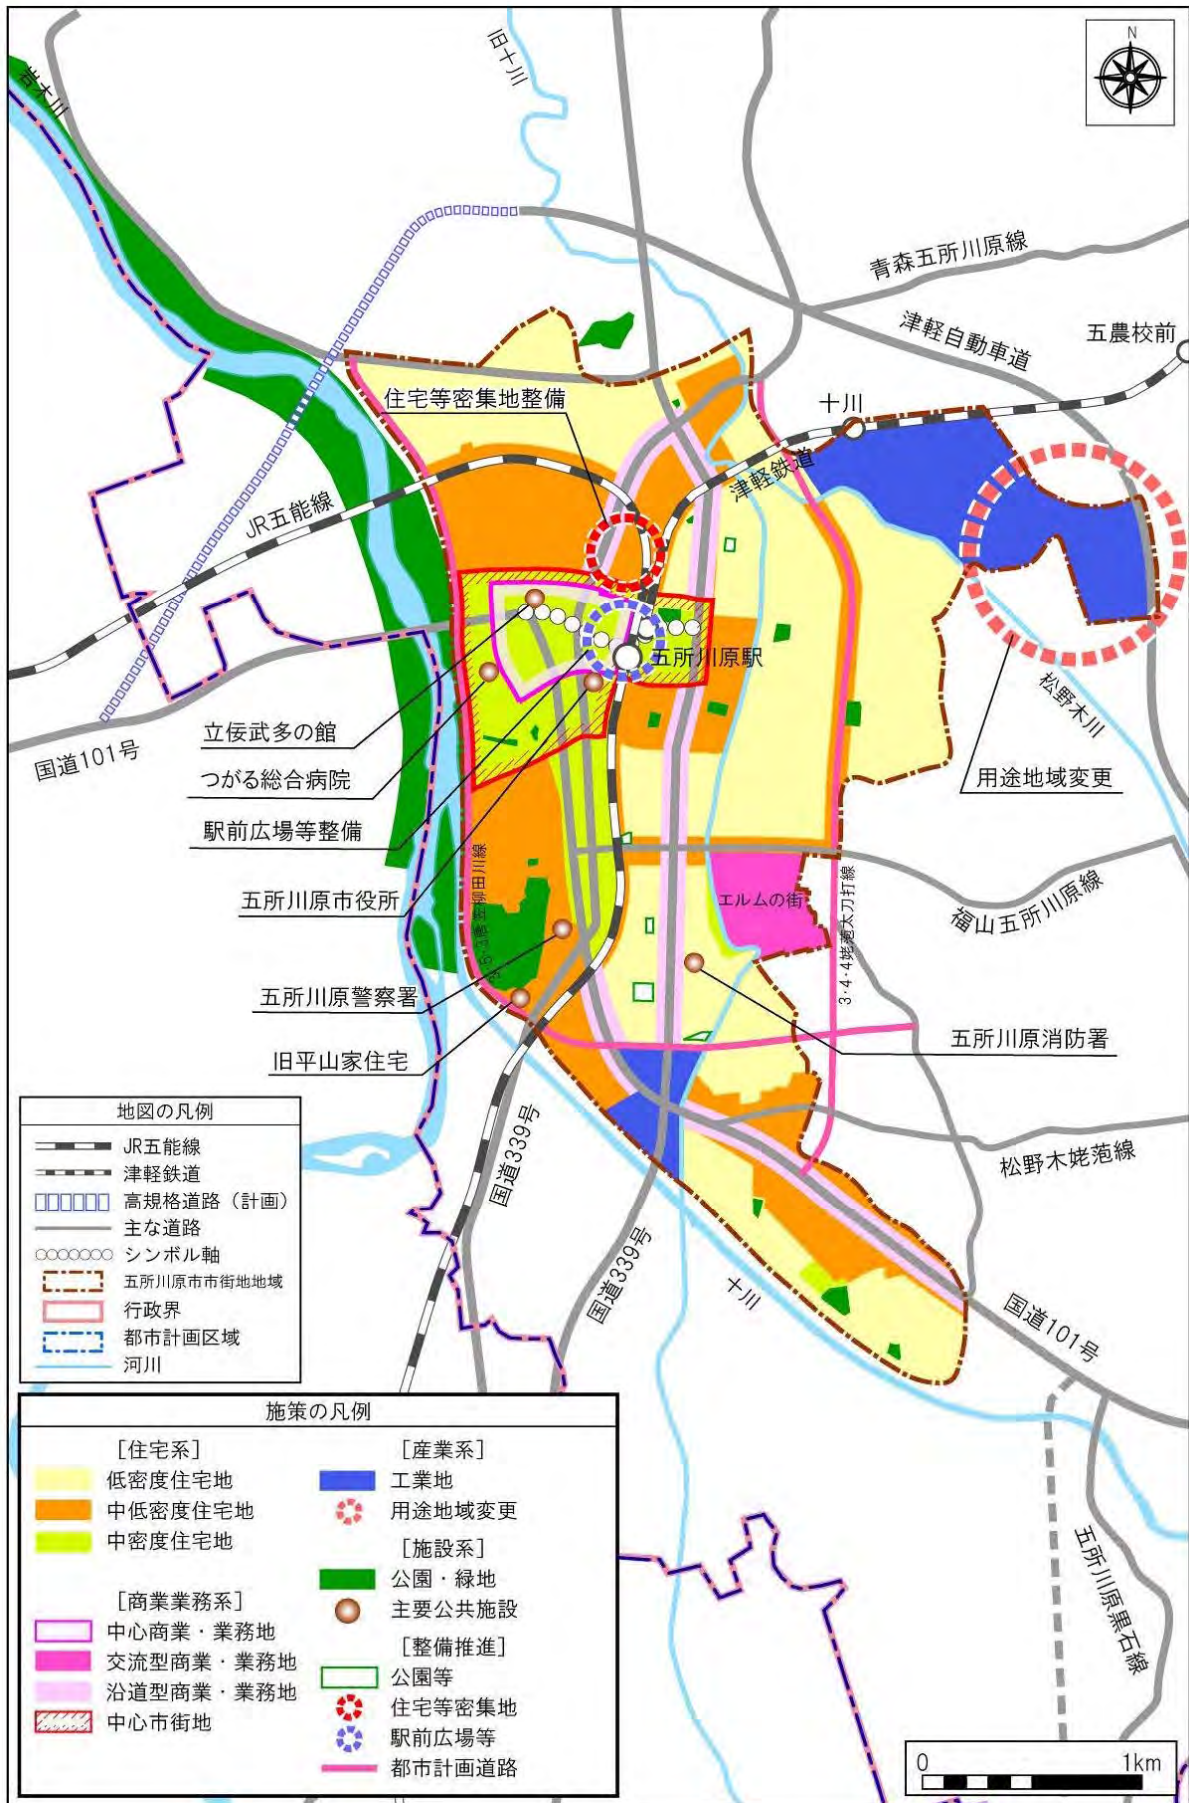 N
岩木川
旧十川
青森五所川原線
津軽自動車道
五農校前
住宅等密集地整備
十川
津軽鉄道
JR五能線
五所川原駅
松野木川
用途地域変更
国道101号
立佞武多の館
つがる総合病院
駅前広場等整備
五所川原市役所
エルムの街
福山五所川原線
3・4・4姥萢太刀打線
五所川原警察署
旧平山家住宅
五所川原消防署
国道339号
国道339号
松野木姥萢線
十川
国道101号
五所川原黒石線
地図の凡例
JR五能線
津軽鉄道
高規格道路（計画）
主な道路
シンボル軸
五所川原市市街地地域
行政界
都市計画区域
河川
施策の凡例
［住宅系］
低密度住宅地
中低密度住宅地
中密度住宅地
［商業業務系］
中心商業・業務地
交流型商業・業務地
沿道型商業・業務地
中心市街地
［産業系］
工業地
用途地域変更
［施設系］
公園・緑地
主要公共施設
［整備推進］
公園等
住宅等密集地
駅前広場等
都市計画道路
0 1km